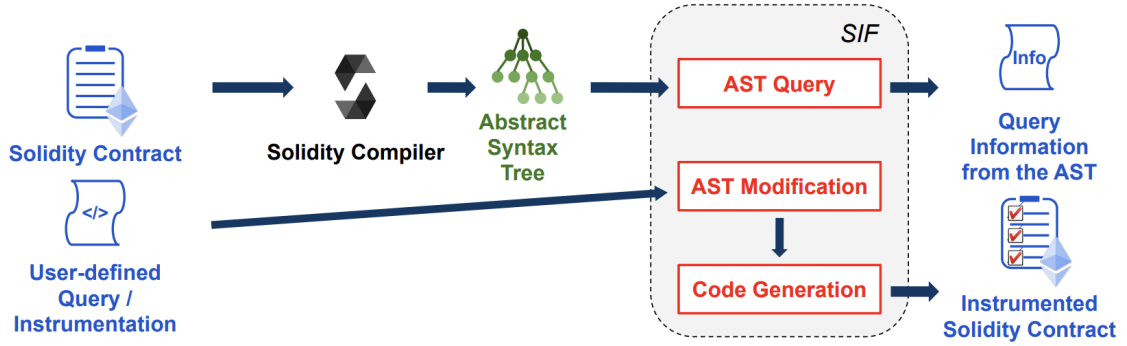 SIF
Info
AST Query
Solidity Contract
Solidity Compiler
Abstract
Syntax
Tree
Query
Information
from the AST
</>
AST Modification
User-defined
Query /
Instrumentation
Code Generation
Instrumented
Solidity Contract